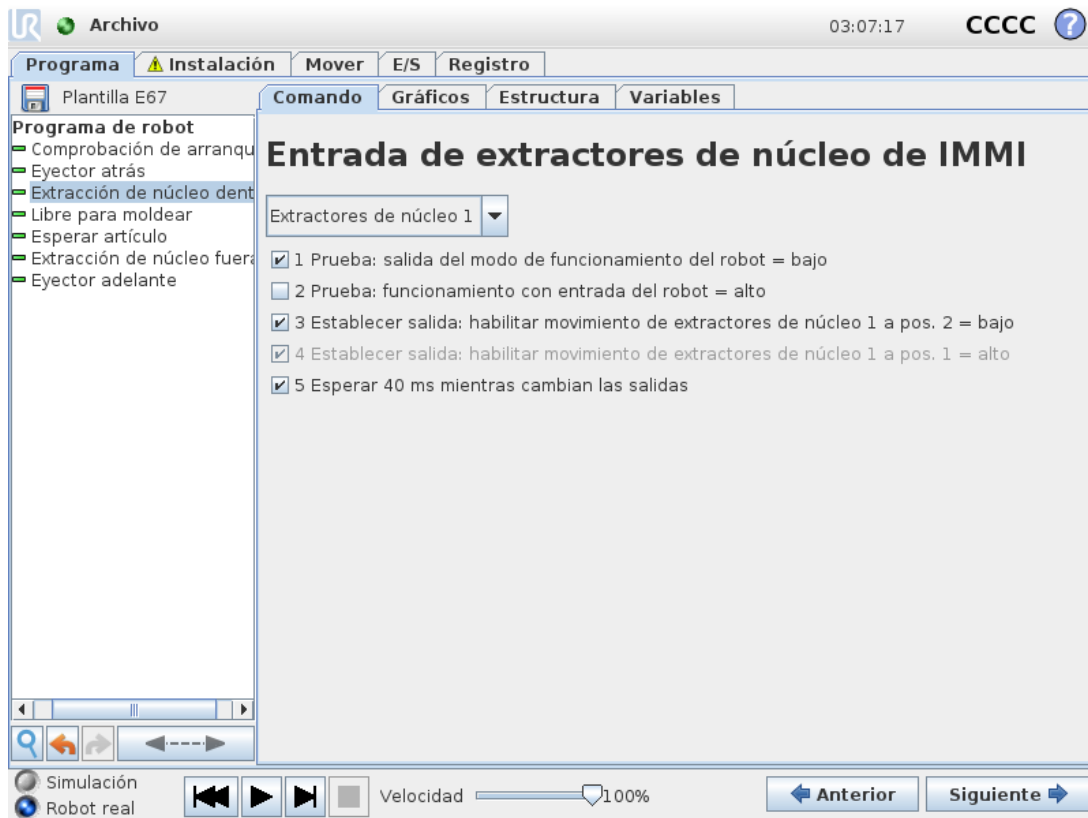 UR Archivo 03:07:17 CCCC ?
Programa Instalación Mover E/S Registro
Plantilla E67
Comando Gráficos Estructura Variables
Programa de robot
Comprobación de arranqu
Eyector atrás
Extracción de núcleo dent
Libre para moldear
Esperar artículo
Extracción de núcleo fuera
Eyector adelante
Entrada de extractores de núcleo de IMMI
Extractores de núcleo 1
1 Prueba: salida del modo de funcionamiento del robot = bajo
2 Prueba: funcionamiento con entrada del robot = alto
3 Establecer salida: habilitar movimiento de extractores de núcleo 1 a pos. 2 = bajo
4 Establecer salida: habilitar movimiento de extractores de núcleo 1 a pos. 1 = alto
5 Esperar 40 ms mientras cambian las salidas
Simulación
Robot real
Velocidad 100%
Anterior Siguiente